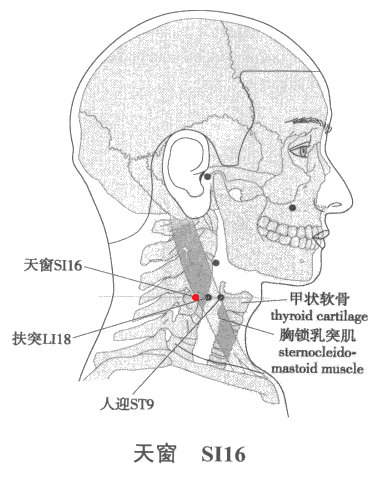 天窗SI16
甲状软骨
thyroid cartilage
扶突LI18
胸锁乳突肌
sternocleido-
mastoid muscle
人迎ST9
天窗 SI16